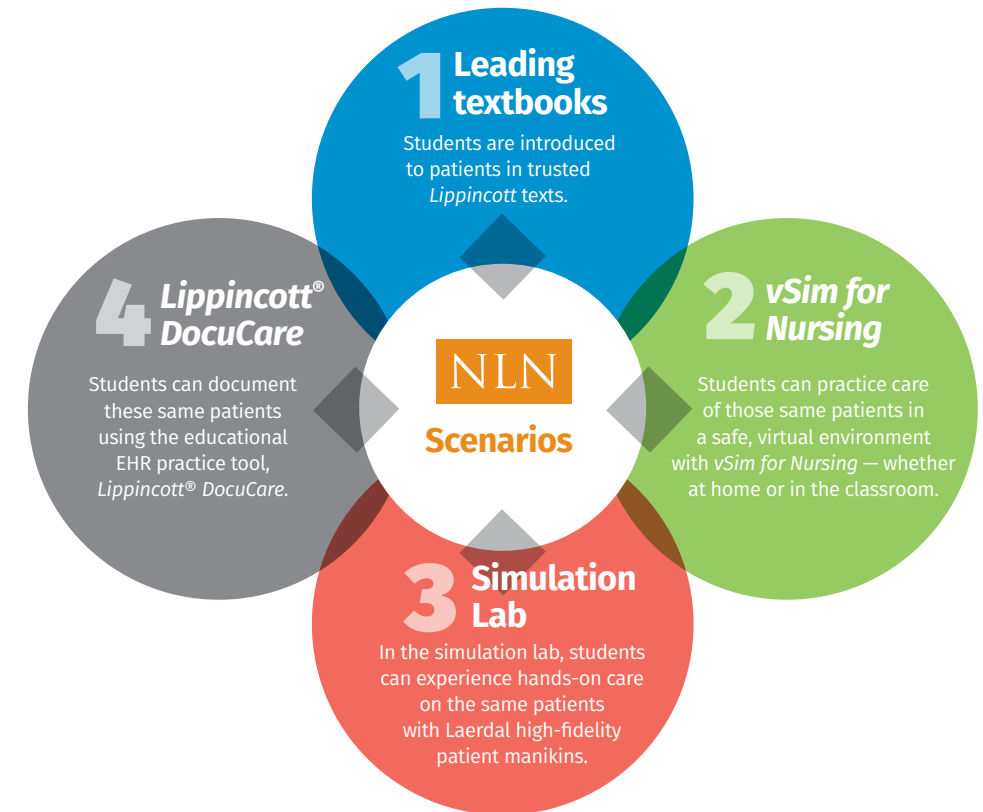 1 Leading
textbooks
Students are introduced
to patients in trusted
Lippincott texts.
2 vSim for
Nursing
Students can practice care
of those same patients in
a safe, virtual environment
with vSim for Nursing — whether
at home or in the classroom.
3 Simulation
Lab
In the simulation lab, students
can experience hands-on care
on the same patients
with Laerdal high-fidelity
patient manikins.
4 Lippincott®
DocuCare
Students can document
these same patients
using the educational
EHR practice tool,
Lippincott® DocuCare.
NLN
Scenarios